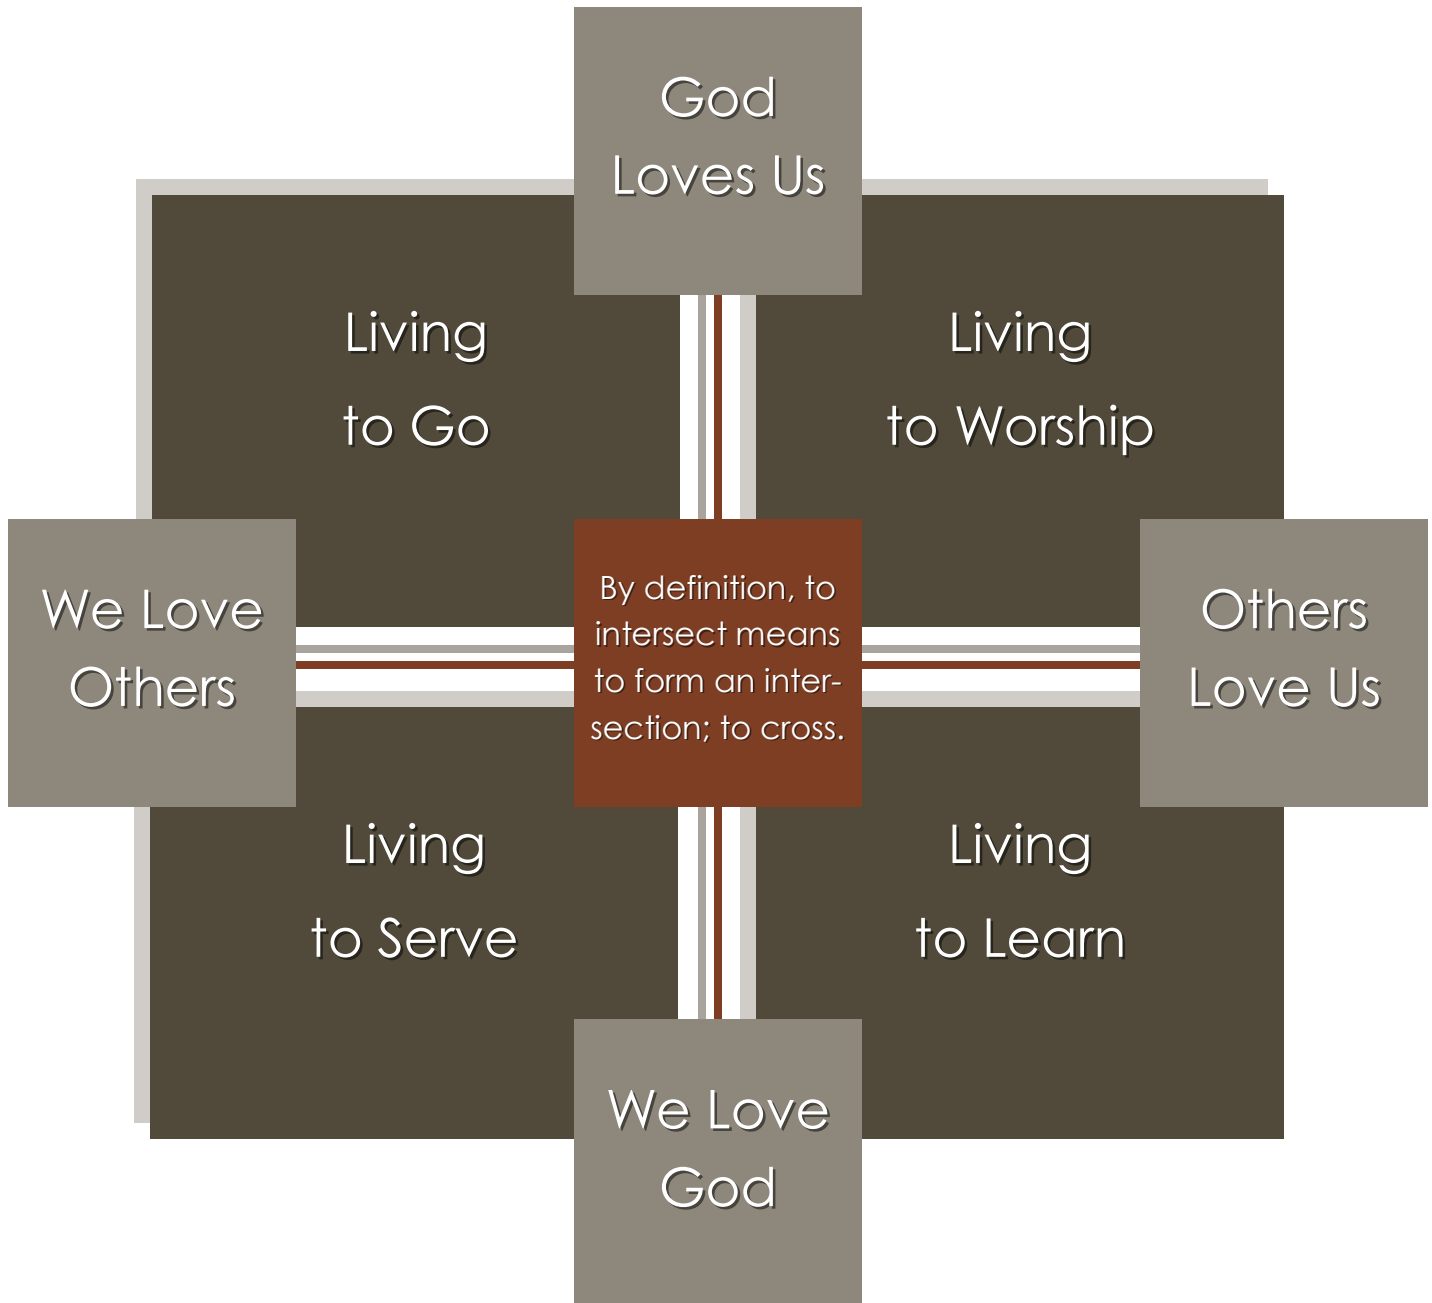 God
Loves Us
Living
to Go
Living
to Worship
We Love
Others
By definition, to
intersect means
to form an inter-
section; to cross.
Others
Love Us
Living
to Serve
Living
to Learn
We Love
God